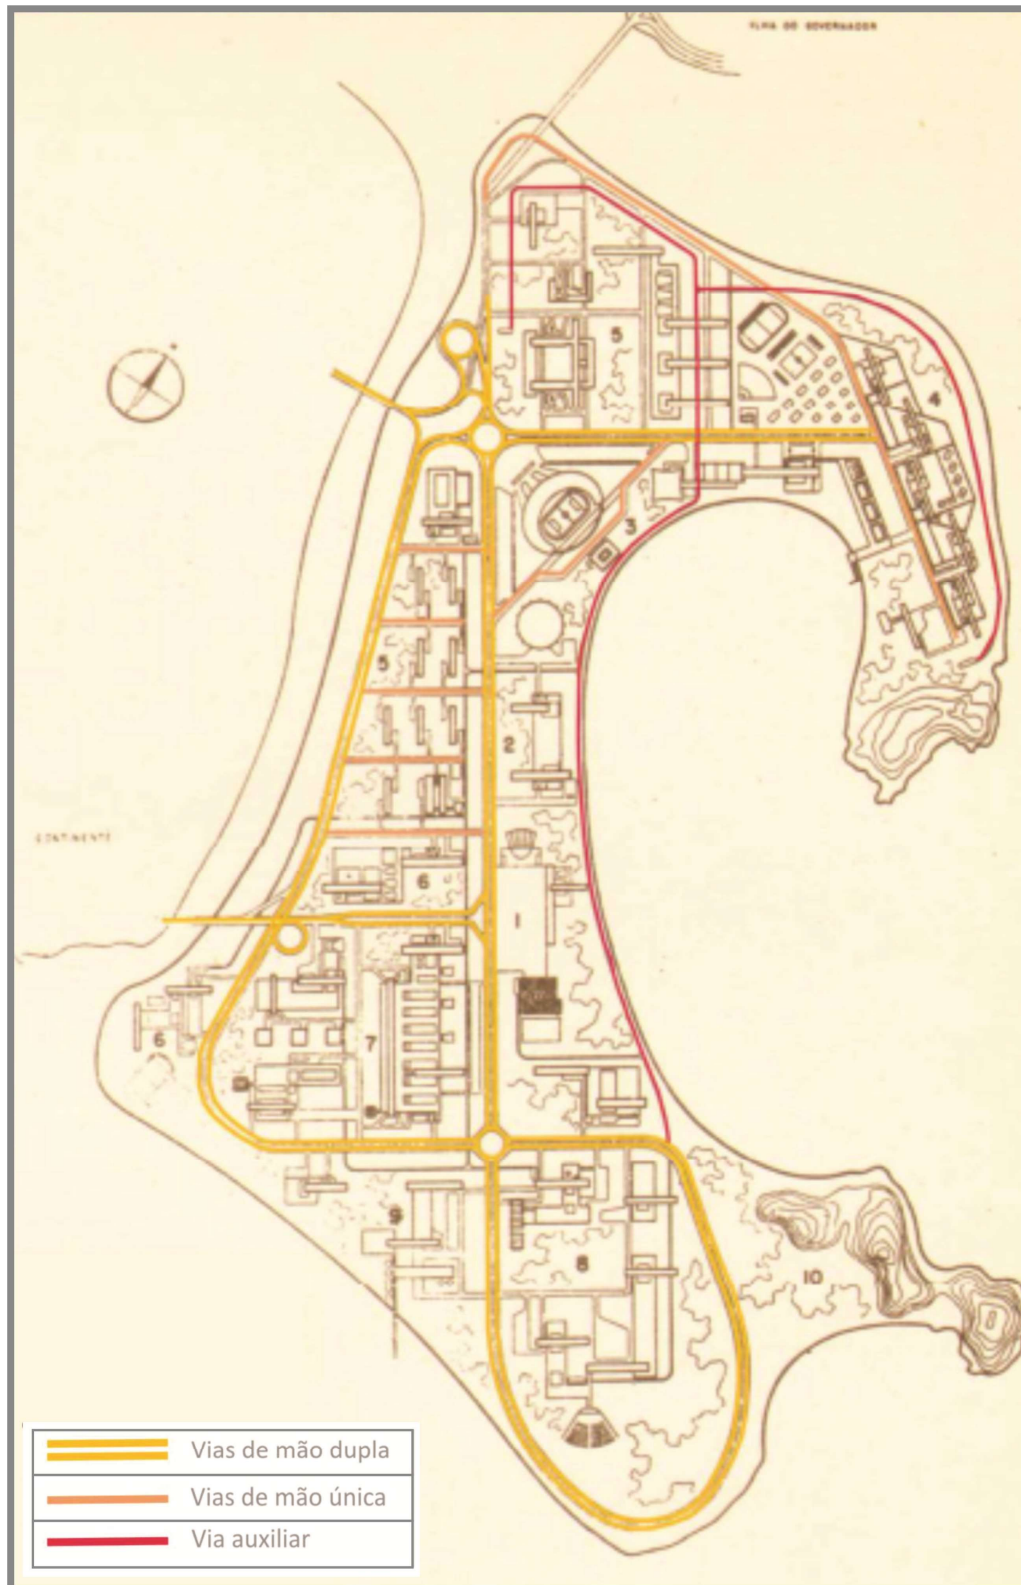 ILHA DO GOVERNADOR
5
4
3
5
2
CONTINENTE
6
1
6
7
9
8
10
Vias de mão dupla
Vias de mão única
Via auxiliar